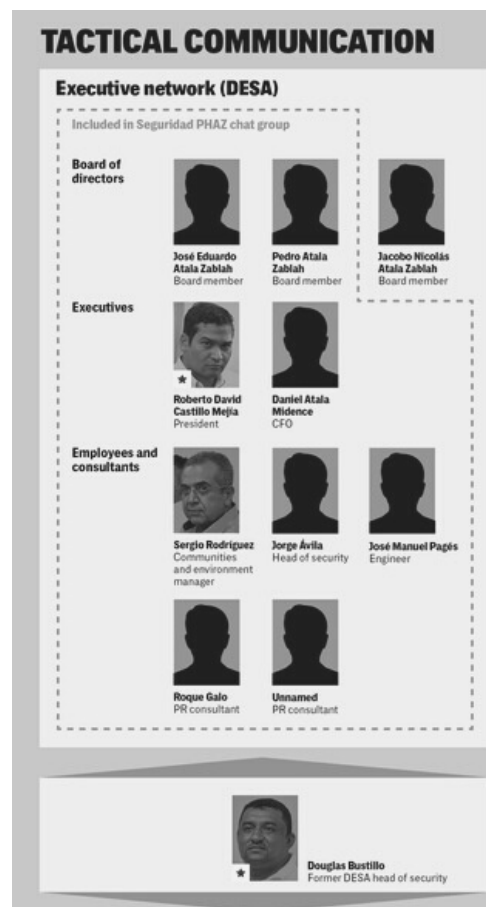 TACTICAL COMMUNICATION
Executive network (DESA)
Included in Seguridad PHAZ chat group
Board of
directors
José Eduardo
Atala Zablah
Board member
Pedro Atala
Zablah
Board member
Jacobo Nicolás
Atala Zablah
Board member
Executives
Roberto David
Castillo Mejía
President
Daniel Atala
Midence
CFO
Employees and
consultants
Sergio Rodríguez
Communities
and environment
manager
Jorge Ávila
Head of security
José Manuel Pagés
Engineer
Roque Galo
PR consultant
Unnamed
PR consultant
Douglas Bustillo
Former DESA head of security